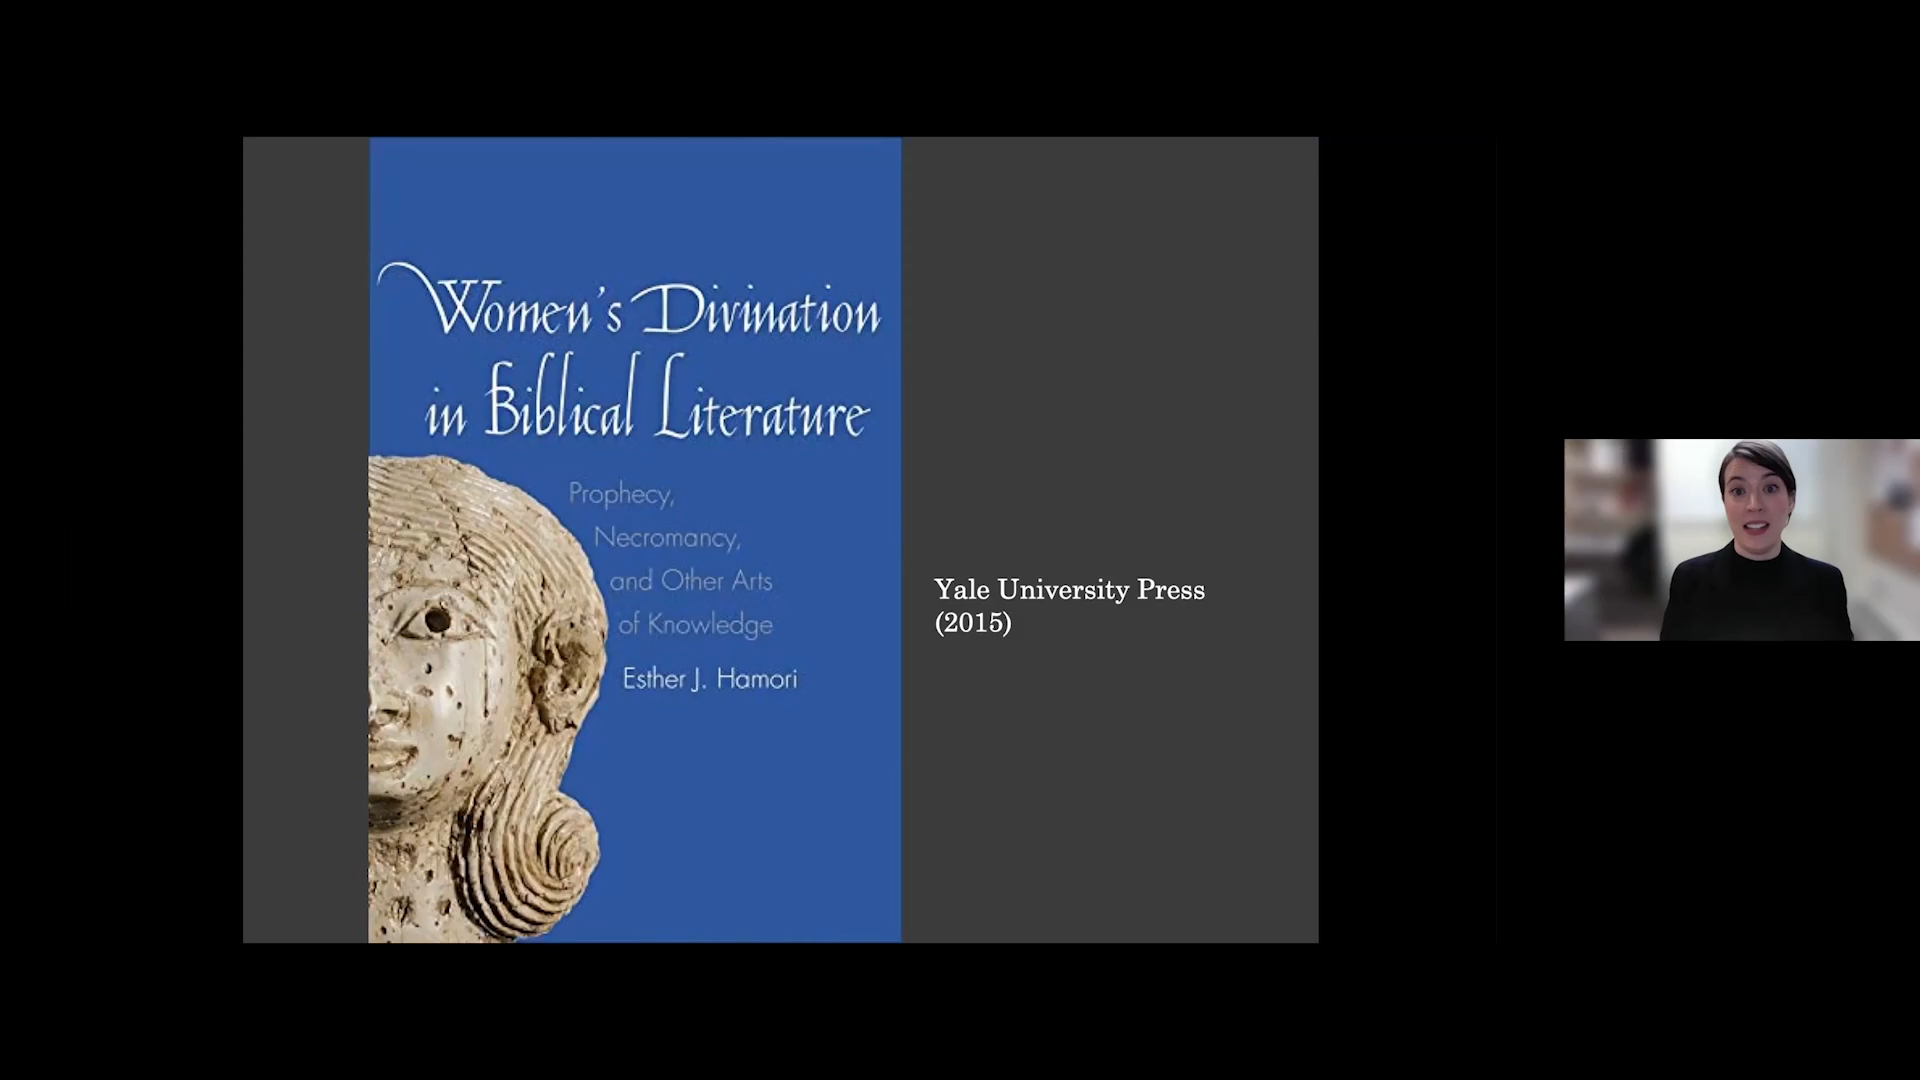 Women's Divination
in Biblical Literature
Prophecy,
Necromancy,
and Other Arts
of Knowledge
Esther J. Hamori
Yale University Press
(2015)